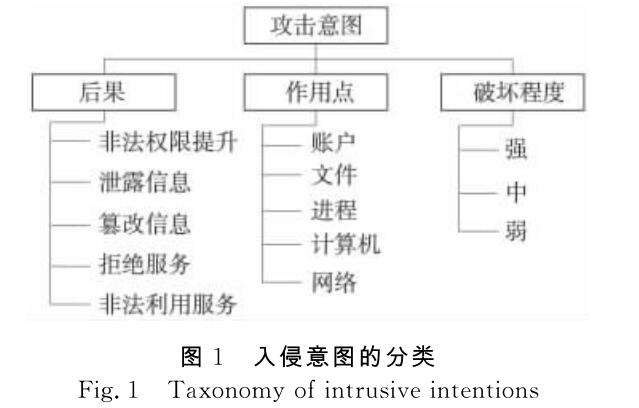 攻击意图
后果
作用点
破坏程度
非法权限提升
泄露信息
篡改信息
拒绝服务
非法利用服务
账户
文件
进程
计算机
网络
强
中
弱
图 1 入侵意图的分类
Fig. 1 Taxonomy of intrusive intentions